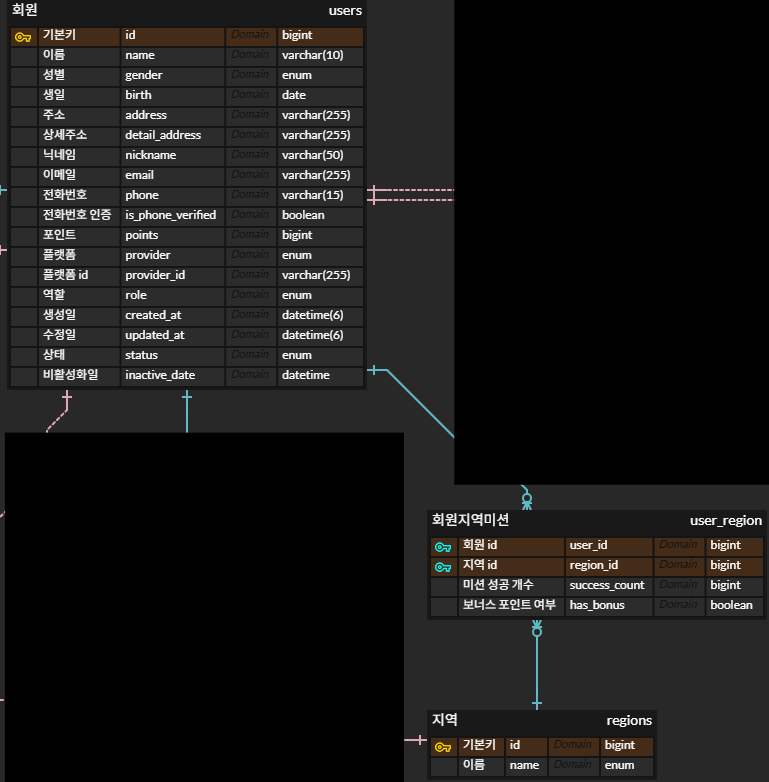 회원 users
기본키 id Domain bigint
이름 name Domain varchar(10)
성별 gender Domain enum
생일 birth Domain date
주소 address Domain varchar(255)
상세주소 detail_address Domain varchar(255)
닉네임 nickname Domain varchar(50)
이메일 email Domain varchar(255)
전화번호 phone Domain varchar(15)
전화번호 인증 is_phone_verified Domain boolean
포인트 points Domain bigint
플랫폼 provider Domain enum
플랫폼 id provider_id Domain varchar(255)
역할 role Domain enum
생성일 created_at Domain datetime(6)
수정일 updated_at Domain datetime(6)
상태 status Domain enum
비활성화일 inactive_date Domain datetime
회원지역미션 user_region
회원 id user_id Domain bigint
지역 id region_id Domain bigint
미션 성공 개수 success_count Domain bigint
보너스 포인트 여부 has_bonus Domain boolean
지역 regions
기본키 id Domain bigint
이름 name Domain enum